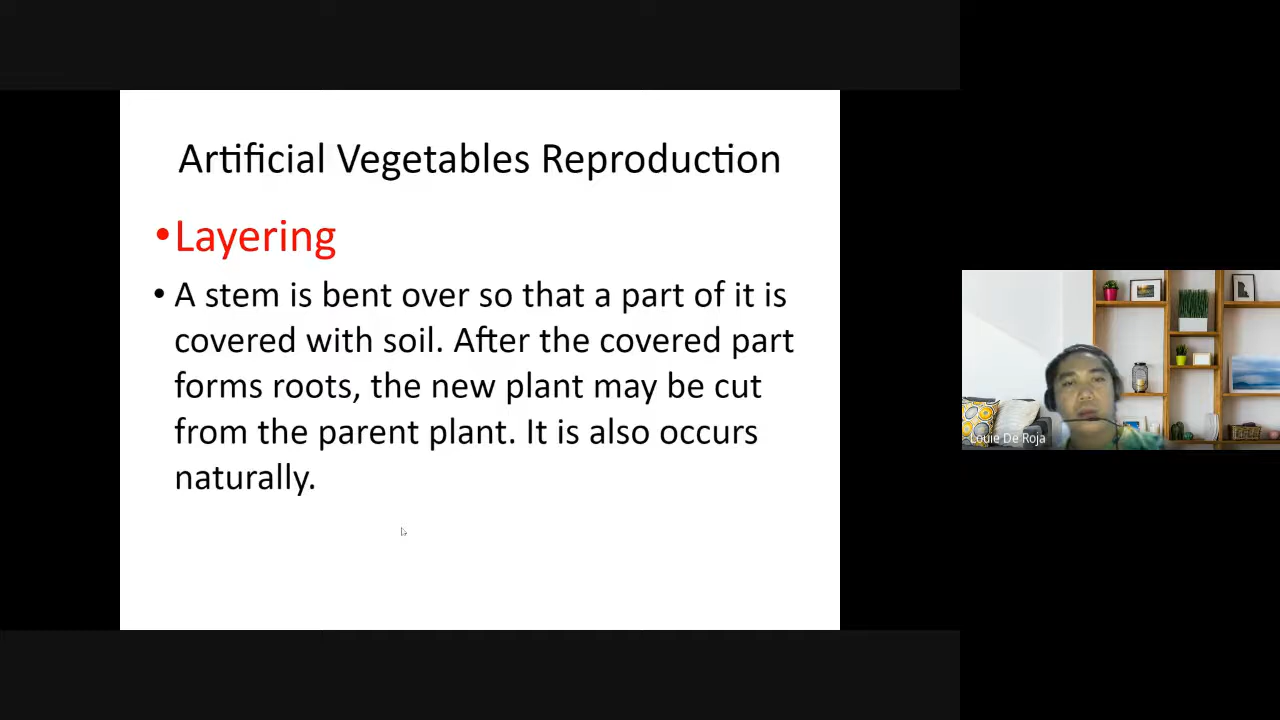 Artificial Vegetables Reproduction
•Layering
• A stem is bent over so that a part of it is
covered with soil. After the covered part
forms roots, the new plant may be cut
from the parent plant. It is also occurs
naturally.
Louie De Roja